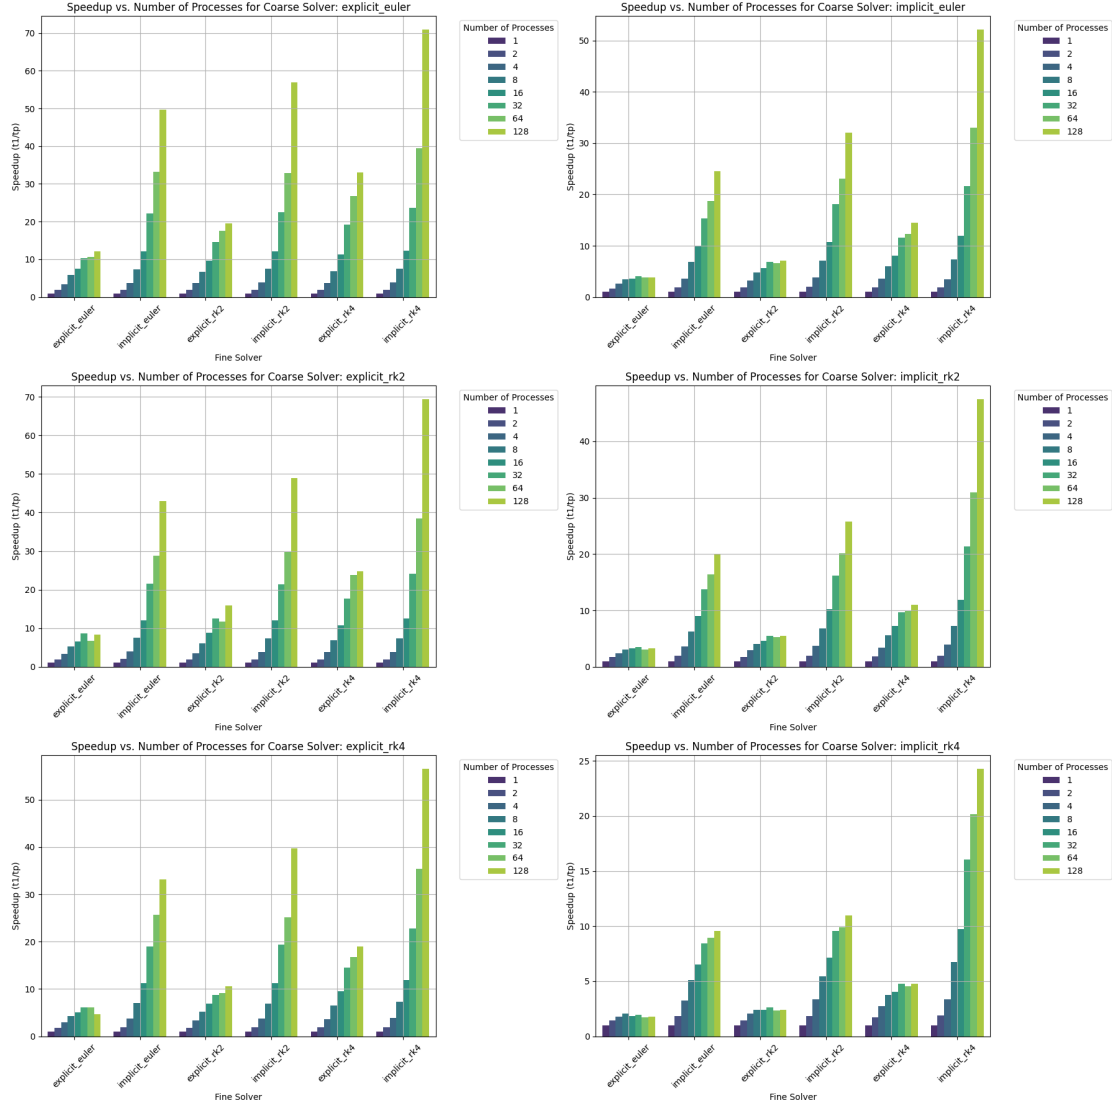 Speedup vs. Number of Processes for Coarse Solver: explicit_euler
Speedup (t1/tp)
70
60
50
40
30
20
10
0
explicit_euler
implicit_euler
explicit_rk2
implicit_rk2
explicit_rk4
implicit_rk4
Fine Solver
Number of Processes
1
2
4
8
16
32
64
128
Speedup vs. Number of Processes for Coarse Solver: implicit_euler
Speedup (t1/tp)
50
40
30
20
10
0
explicit_euler
implicit_euler
explicit_rk2
implicit_rk2
explicit_rk4
implicit_rk4
Fine Solver
Number of Processes
1
2
4
8
16
32
64
128
Speedup vs. Number of Processes for Coarse Solver: explicit_rk2
Speedup (t1/tp)
70
60
50
40
30
20
10
0
explicit_euler
implicit_euler
explicit_rk2
implicit_rk2
explicit_rk4
implicit_rk4
Fine Solver
Number of Processes
1
2
4
8
16
32
64
128
Speedup vs. Number of Processes for Coarse Solver: implicit_rk2
Speedup (t1/tp)
40
30
20
10
0
explicit_euler
implicit_euler
explicit_rk2
implicit_rk2
explicit_rk4
implicit_rk4
Fine Solver
Number of Processes
1
2
4
8
16
32
64
128
Speedup vs. Number of Processes for Coarse Solver: explicit_rk4
Speedup (t1/tp)
50
40
30
20
10
0
explicit_euler
implicit_euler
explicit_rk2
implicit_rk2
explicit_rk4
implicit_rk4
Fine Solver
Number of Processes
1
2
4
8
16
32
64
128
Speedup vs. Number of Processes for Coarse Solver: implicit_rk4
Speedup (t1/tp)
25
20
15
10
5
0
explicit_euler
implicit_euler
explicit_rk2
implicit_rk2
explicit_rk4
implicit_rk4
Fine Solver
Number of Processes
1
2
4
8
16
32
64
128